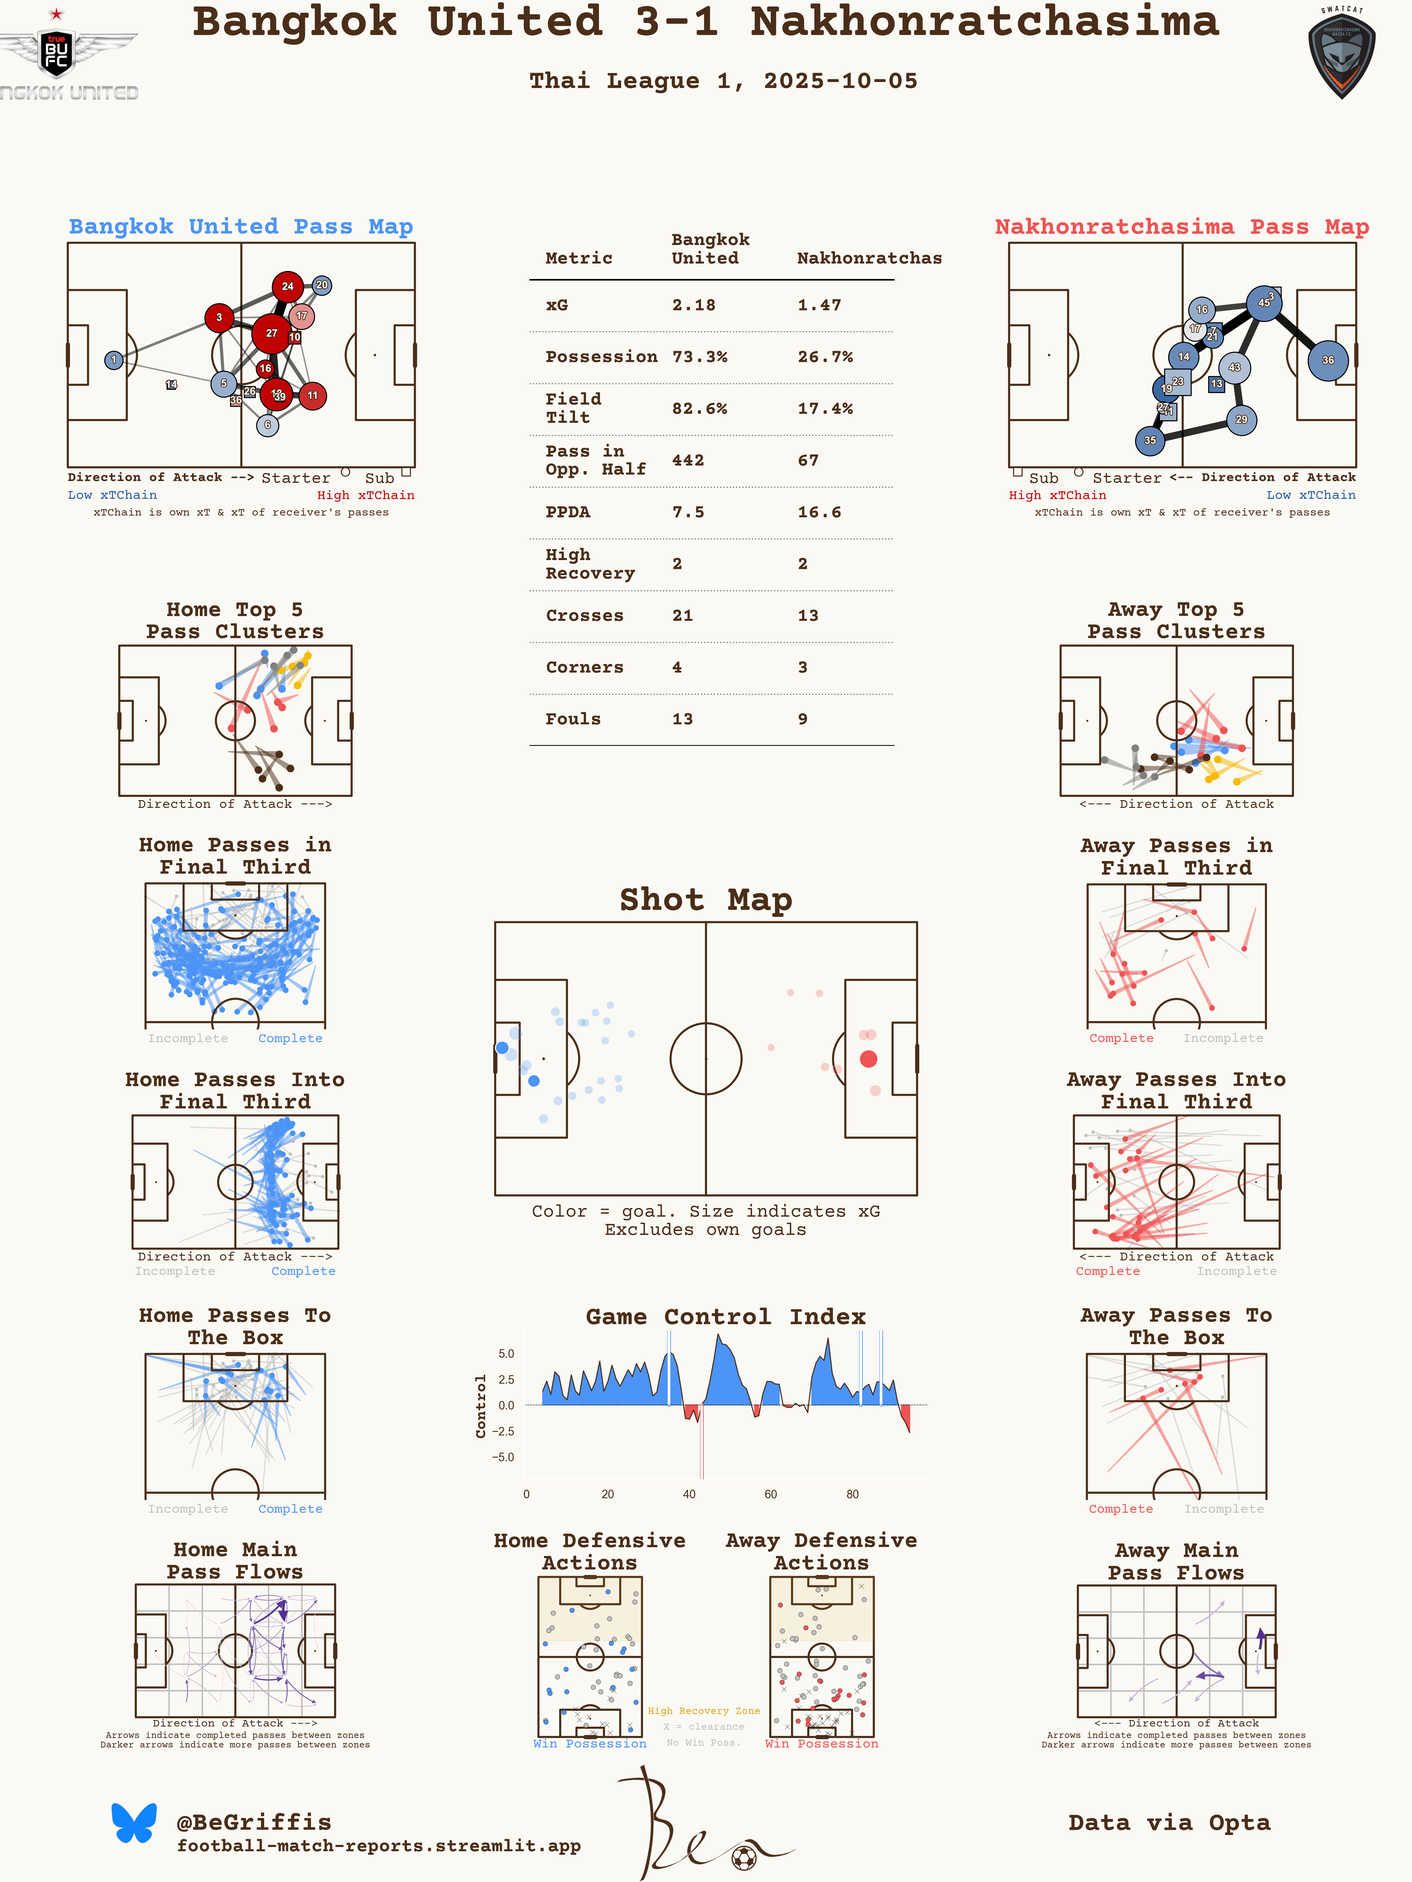 Bangkok United 3-1 Nakhonratchasima
Thai League 1, 2025-10-05
true
BU
FC
NGKOK UNITED
SWATCAT
Bangkok United Pass Map
24
20
3
17
27
10
1
16
5
14
26
36
39
11
6
Direction of Attack --> Starter Sub
Low xTChain High xTChain
xTChain is own xT & xT of receiver's passes
Metric Bangkok United Nakhonratchas
xG 2.18 1.47
Possession 73.3% 26.7%
Field Tilt 82.6% 17.4%
Pass in Opp. Half 442 67
PPDA 7.5 16.6
High Recovery 2 2
Crosses 21 13
Corners 4 3
Fouls 13 9
Nakhonratchasima Pass Map
45
3
16
17
7
21
14
36
43
23
13
19
27
29
35
Sub Starter <-- Direction of Attack
High xTChain Low xTChain
xTChain is own xT & xT of receiver's passes
Home Top 5
Pass Clusters
Direction of Attack --->
Away Top 5
Pass Clusters
<--- Direction of Attack
Home Passes in
Final Third
Incomplete Complete
Away Passes in
Final Third
Complete Incomplete
Shot Map
Color = goal. Size indicates xG
Excludes own goals
Home Passes Into
Final Third
Direction of Attack --->
Incomplete Complete
Away Passes Into
Final Third
<--- Direction of Attack
Complete Incomplete
Home Passes To
The Box
Incomplete Complete
Game Control Index
Control
5.0
2.5
0.0
−2.5
−5.0
0 20 40 60 80
Away Passes To
The Box
Complete Incomplete
Home Main
Pass Flows
Direction of Attack --->
Arrows indicate completed passes between zones
Darker arrows indicate more passes between zones
Home Defensive
Actions
Win Possession
High Recovery Zone
X = clearance
No Win Poss.
Away Defensive
Actions
Win Possession
Away Main
Pass Flows
<--- Direction of Attack
Arrows indicate completed passes between zones
Darker arrows indicate more passes between zones
@BeGriffis
football-match-reports.streamlit.app
Ben
Data via Opta